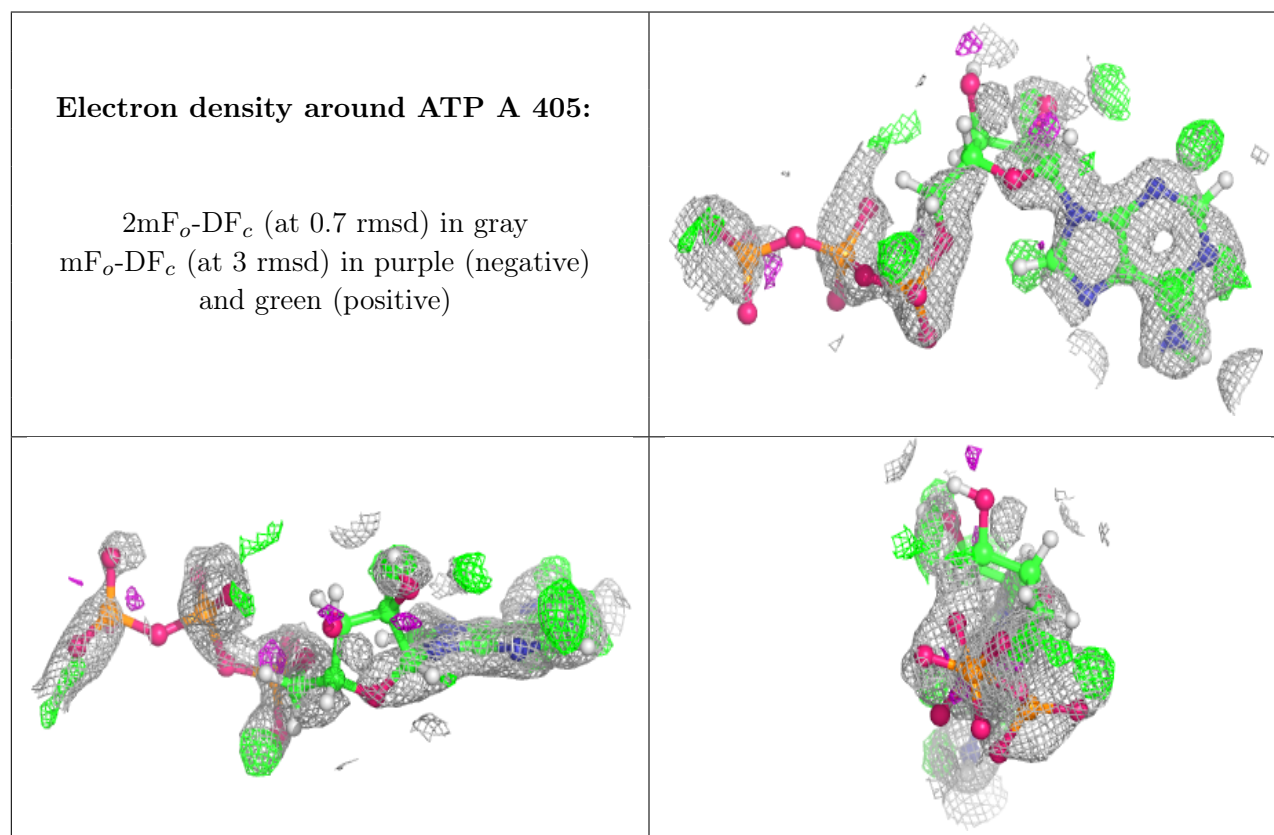 Electron density around ATP A 405:
2mFo-DFc (at 0.7 rmsd) in gray
mFo-DFc (at 3 rmsd) in purple (negative)
and green (positive)